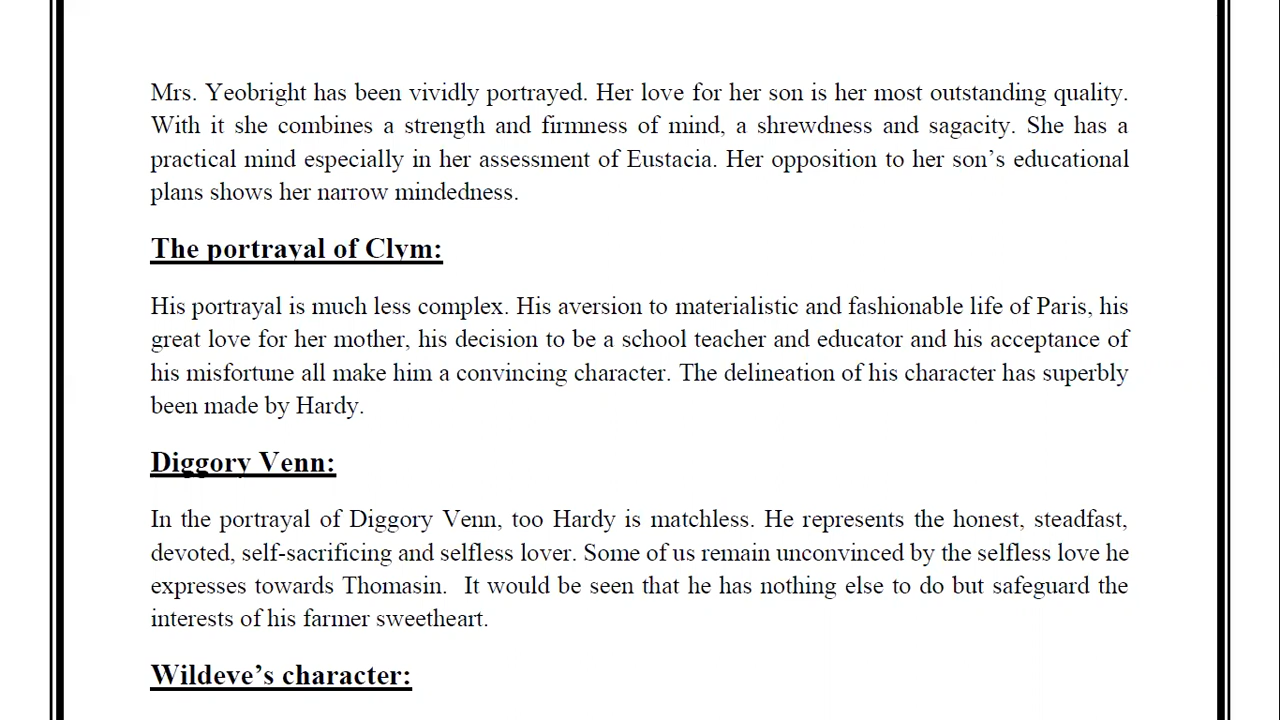 Mrs. Yeobright has been vividly portrayed. Her love for her son is her most outstanding quality.
With it she combines a strength and firmness of mind, a shrewdness and sagacity. She has a
practical mind especially in her assessment of Eustacia. Her opposition to her son’s educational
plans shows her narrow mindedness.
The portrayal of Clym:
His portrayal is much less complex. His aversion to materialistic and fashionable life of Paris, his
great love for her mother, his decision to be a school teacher and educator and his acceptance of
his misfortune all make him a convincing character. The delineation of his character has superbly
been made by Hardy.
Diggory Venn:
In the portrayal of Diggory Venn, too Hardy is matchless. He represents the honest, steadfast,
devoted, self-sacrificing and selfless lover. Some of us remain unconvinced by the selfless love he
expresses towards Thomasin.  It would be seen that he has nothing else to do but safeguard the
interests of his farmer sweetheart.
Wildeve’s character: